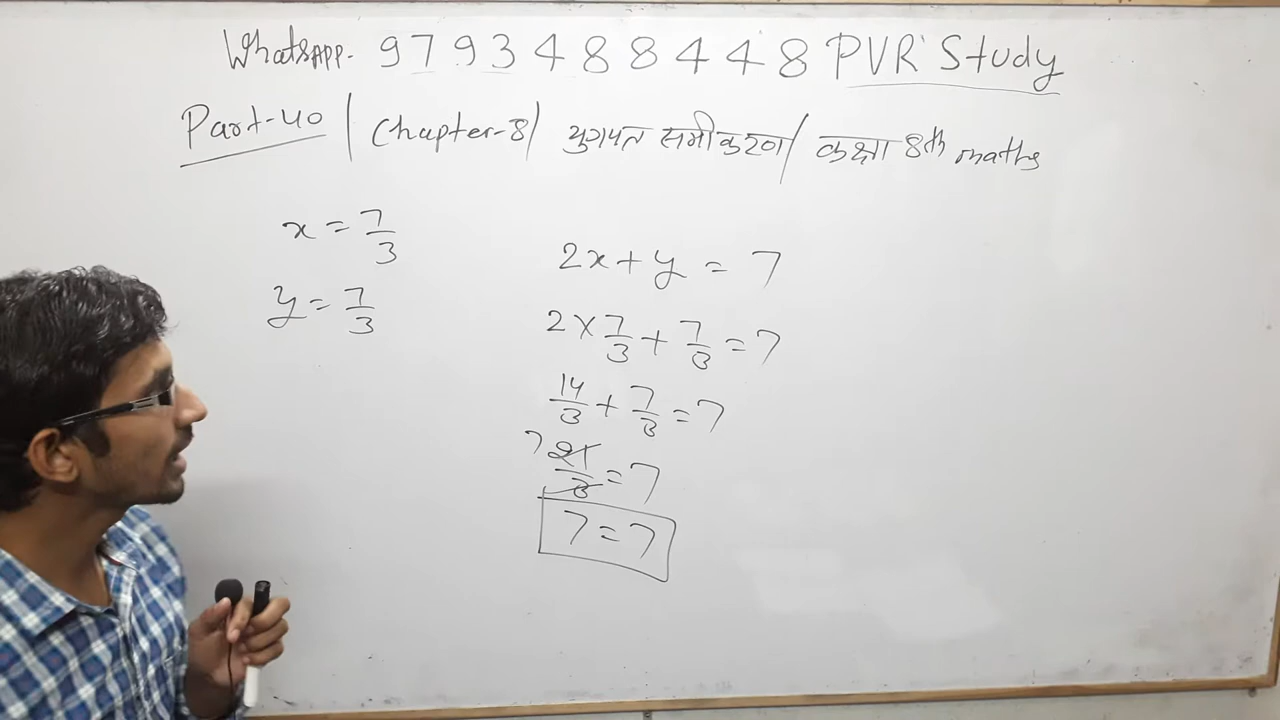 WhatsAPP. 9793488448 PVR Study
Part-40 / Chapter-8 / युगपत समीकरण / कक्षा 8th maths
x = 7/3
y = 7/3
2x + y = 7
2 × 7/3 + 7/3 = 7
14/3 + 7/3 = 7
7 21/3 = 7
7 = 7